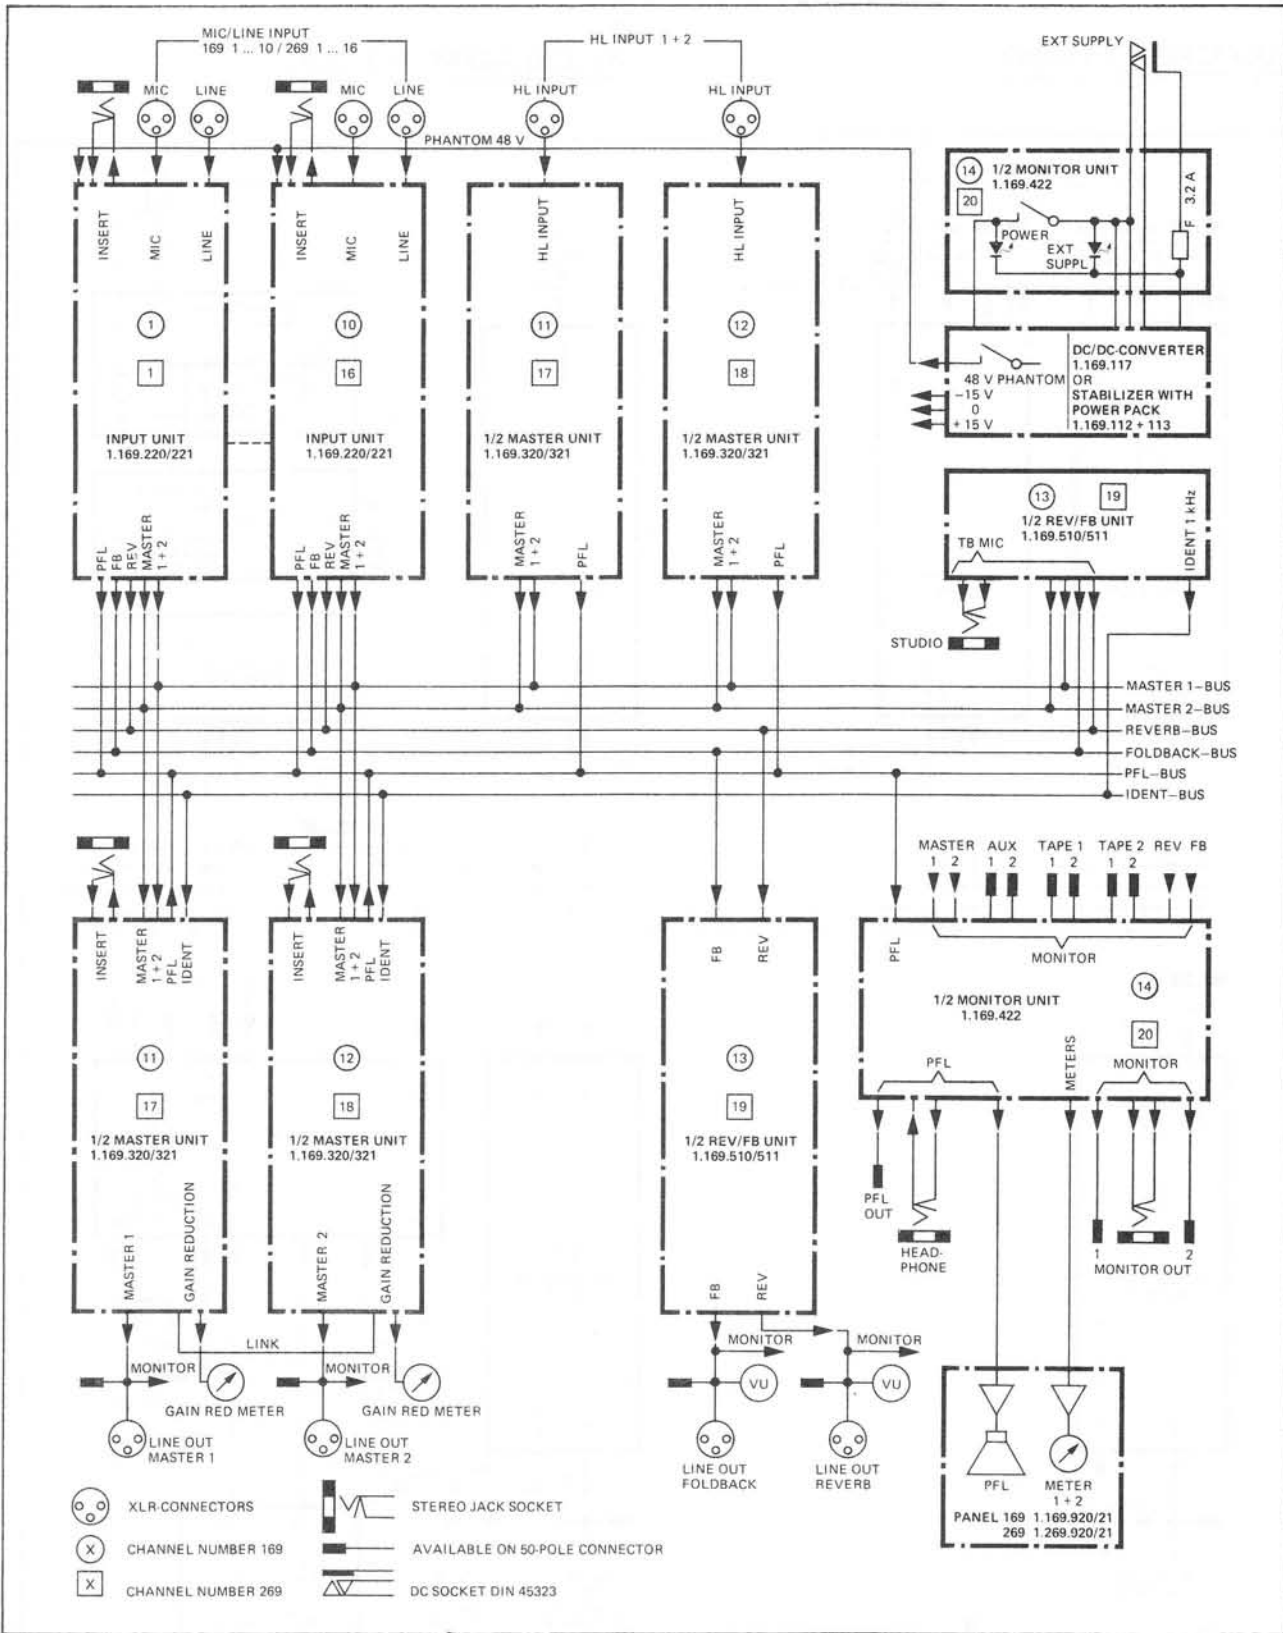 MIC/LINE INPUT
169 1 ... 10 / 269 1 ... 16
HL INPUT 1 + 2
EXT SUPPLY
MIC
LINE
MIC
LINE
HL INPUT
HL INPUT
PHANTOM 48 V
INSERT
MIC
LINE
1
1
INPUT UNIT
1.169.220/221
PFL
FB
REV
MASTER
1 + 2
INSERT
MIC
LINE
10
16
INPUT UNIT
1.169.220/221
PFL
FB
REV
MASTER
1 + 2
HL INPUT
11
17
1/2 MASTER UNIT
1.169.320/321
MASTER
1 + 2
PFL
HL INPUT
12
18
1/2 MASTER UNIT
1.169.320/321
MASTER
1 + 2
PFL
14
20
1/2 MONITOR UNIT
1.169.422
POWER
EXT
SUPPL
F 3.2 A
48 V PHANTOM
–15 V
0
+ 15 V
DC/DC-CONVERTER
1.169.117
OR
STABILIZER WITH
POWER PACK
1.169.112 + 113
13
19
1/2 REV/FB UNIT
1.169.510/511
TB MIC
IDENT 1 kHz
STUDIO
MASTER 1–BUS
MASTER 2–BUS
REVERB–BUS
FOLDBACK–BUS
PFL–BUS
IDENT–BUS
INSERT
MASTER
1 + 2
PFL
IDENT
11
17
1/2 MASTER UNIT
1.169.320/321
MASTER 1
GAIN REDUCTION
INSERT
MASTER
1 + 2
PFL
IDENT
12
18
1/2 MASTER UNIT
1.169.320/321
MASTER 2
GAIN REDUCTION
FB
REV
13
19
1/2 REV/FB UNIT
1.169.510/511
FB
REV
MASTER
1 2
AUX
1 2
TAPE 1
1 2
TAPE 2
1 2
REV FB
PFL
MONITOR
1/2 MONITOR UNIT
1.169.422
14
20
PFL
METERS
MONITOR
PFL
OUT
HEAD-
PHONE
1
2
MONITOR OUT
LINK
MONITOR
GAIN RED METER
LINE OUT
MASTER 1
MONITOR
GAIN RED METER
LINE OUT
MASTER 2
MONITOR
VU
LINE OUT
FOLDBACK
MONITOR
VU
LINE OUT
REVERB
PFL
METER
1 + 2
PANEL 169 1.169.920/21
269 1.269.920/21
XLR-CONNECTORS
STEREO JACK SOCKET
X
CHANNEL NUMBER 169
AVAILABLE ON 50-POLE CONNECTOR
X
CHANNEL NUMBER 269
DC SOCKET DIN 45323